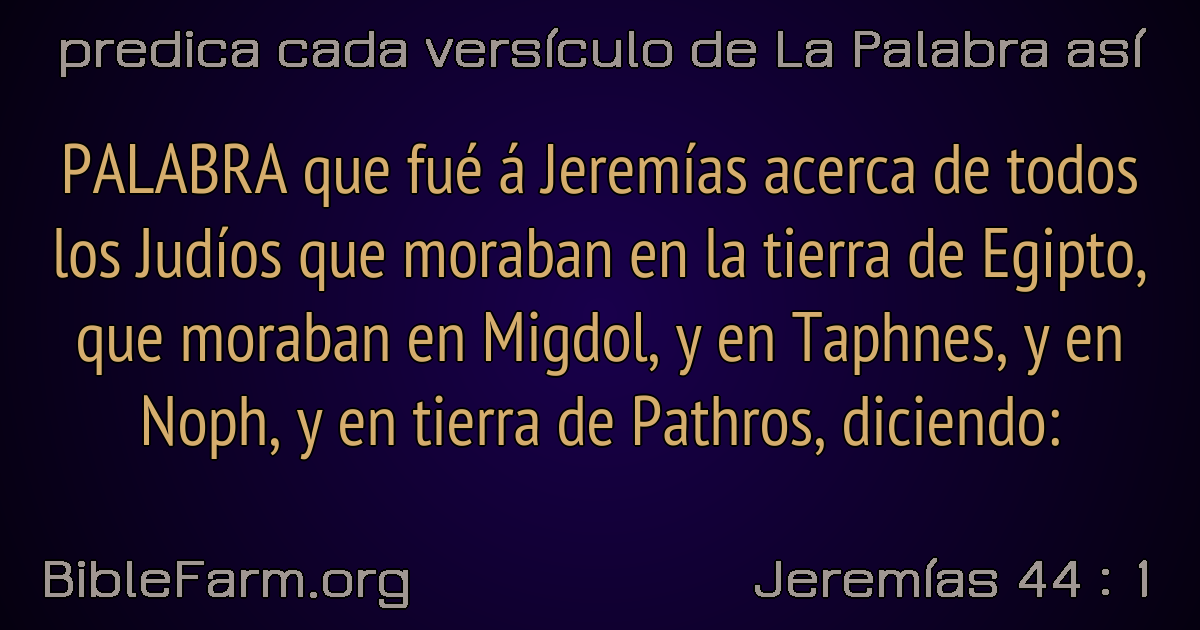 predica cada versículo de La Palabra así
PALABRA que fué á Jeremías acerca de todos
los Judíos que moraban en la tierra de Egipto,
que moraban en Migdol, y en Taphnes, y en
Noph, y en tierra de Pathros, diciendo:
BibleFarm.org
Jeremías 44 : 1